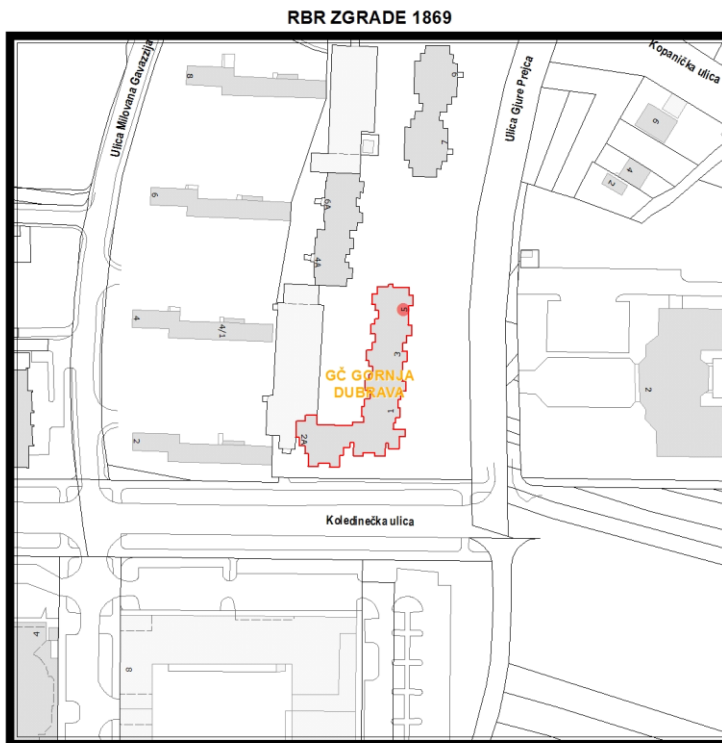 RBR ZGRADE 1869
Ulica Milovana Gavazzija
Ulica Gjure Prejca
Kopanička ulica
8
6
4
4/1
2
9
7
6A
4A
5
3
1
2A
GČ GORNJA
DUBRAVA
6
4
2
2
Koledinečka ulica
4
8